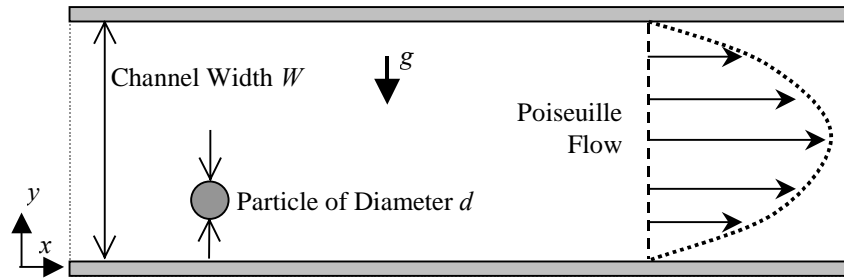 Channel Width W
g
Poiseuille
Flow
Particle of Diameter d
y
x